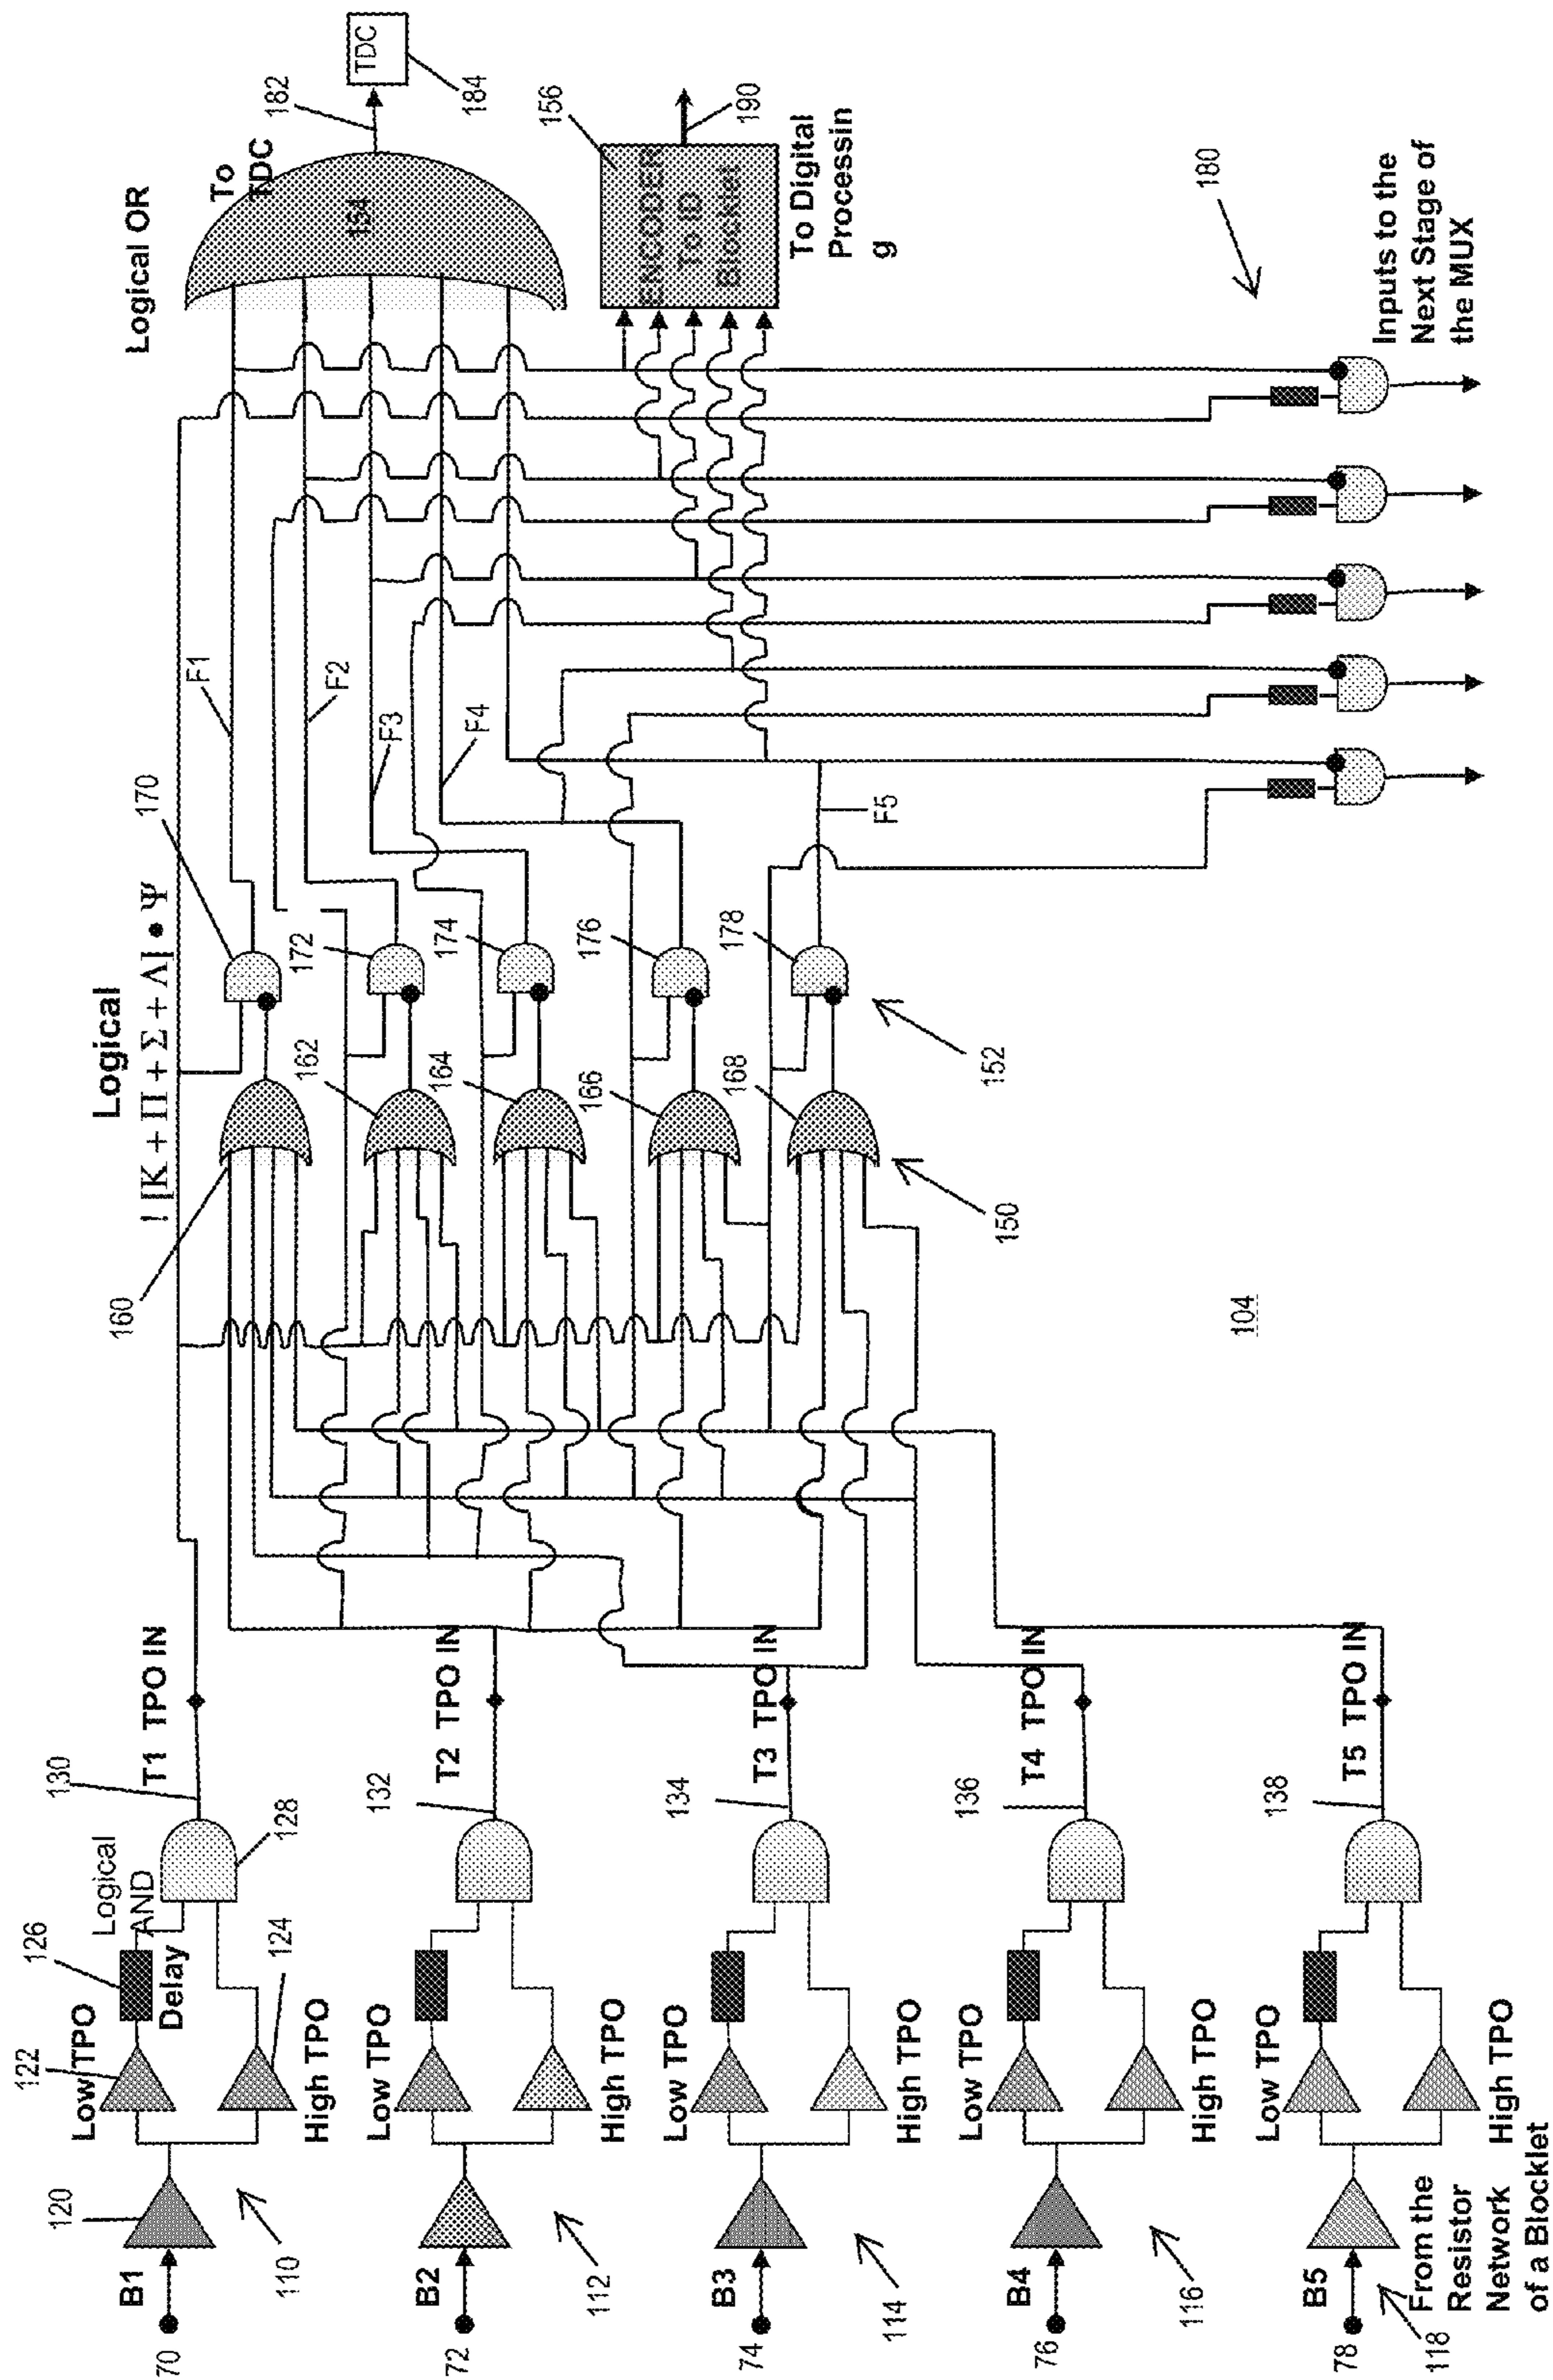 Logical
! [K + Π + Σ + Λ] • Ψ
Logical OR
To
TDC
TDC
182
184
154
F1
F2
F3
F4
F5
156
ENCODER
To ID
Blocklet
190
To Digital
Processin
g
180
Inputs to the
Next Stage of
the MUX
160
162
164
166
168
150
170
172
174
176
178
152
104
Logical
AND
130
128
T1 TPO IN
126
Delay
124
122
Low TPO
High TPO
120
B1
70
110
132
T2 TPO IN
Low TPO
High TPO
B2
72
112
134
T3 TPO IN
Low TPO
High TPO
B3
74
114
136
T4 TPO IN
Low TPO
High TPO
B4
76
116
138
T5 TPO IN
Low TPO
High TPO
B5
78
118
From the
Resistor
Network
of a Blocklet